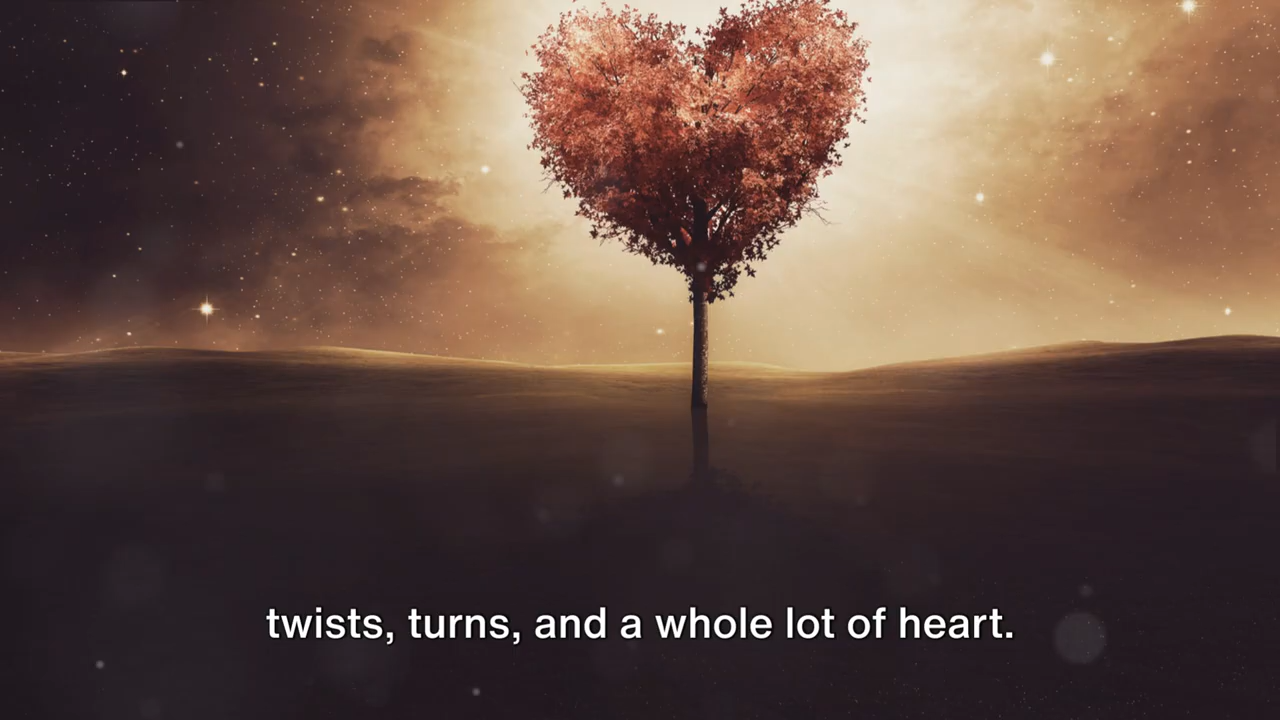 twists, turns, and a whole lot of heart.